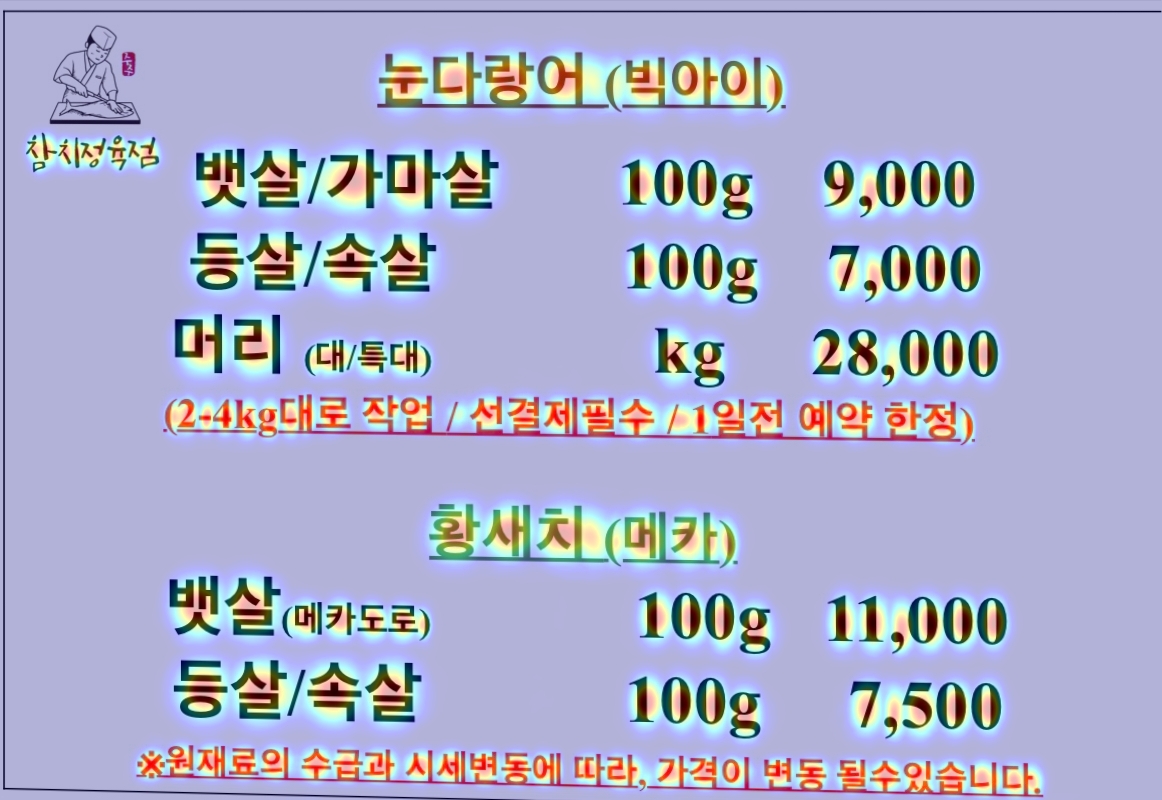 눈다랑어 (빅아이)
참치정육점
뱃살/가마살 100g 9,000
등살/속살 100g 7,000
머리 (대/특대) kg 28,000
(2-4kg대로 작업 / 선결제필수 / 1일전 예약 한정)
황새치 (메카)
뱃살(메카도로) 100g 11,000
등살/속살 100g 7,500
※원재료의 수급과 시세변동에 따라, 가격이 변동 될수있습니다.